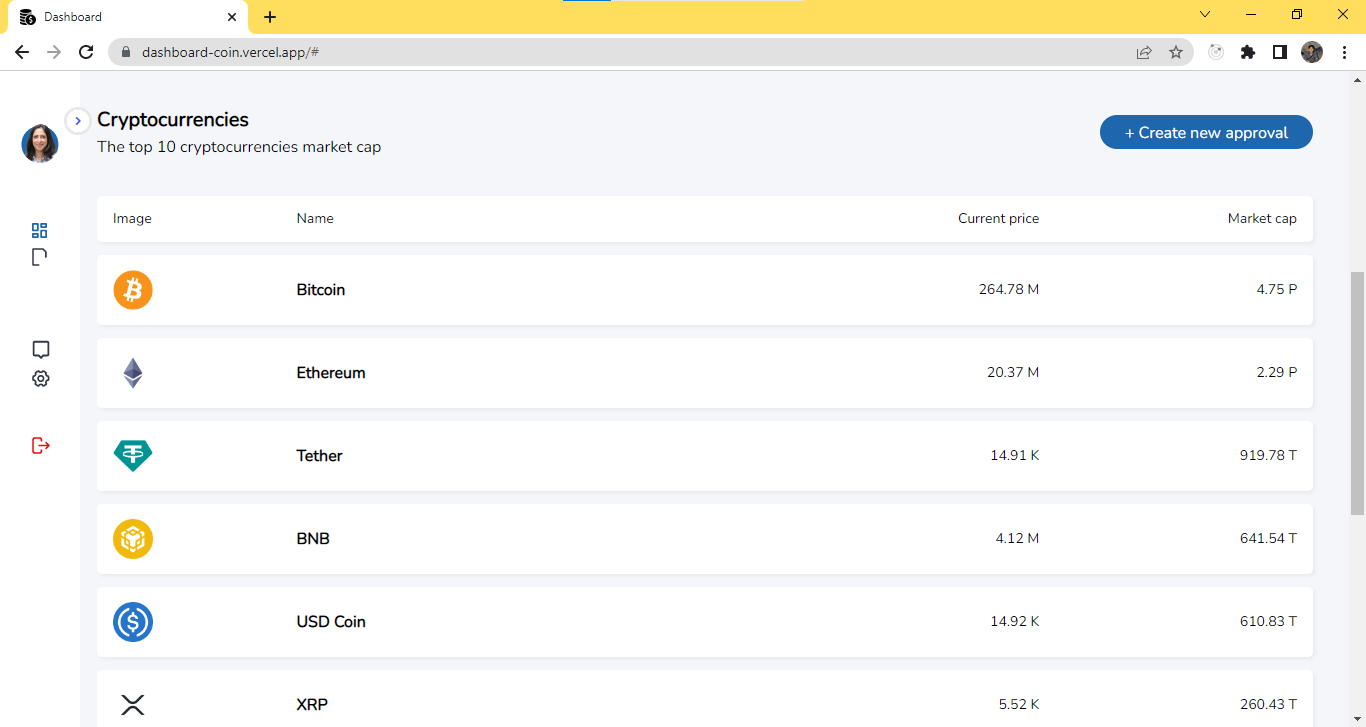 Dashboard
dashboard-coin.vercel.app/#
Cryptocurrencies
The top 10 cryptocurrencies market cap
+ Create new approval
Image Name Current price Market cap
Bitcoin 264.78 M 4.75 P
Ethereum 20.37 M 2.29 P
Tether 14.91 K 919.78 T
BNB 4.12 M 641.54 T
USD Coin 14.92 K 610.83 T
XRP 5.52 K 260.43 T